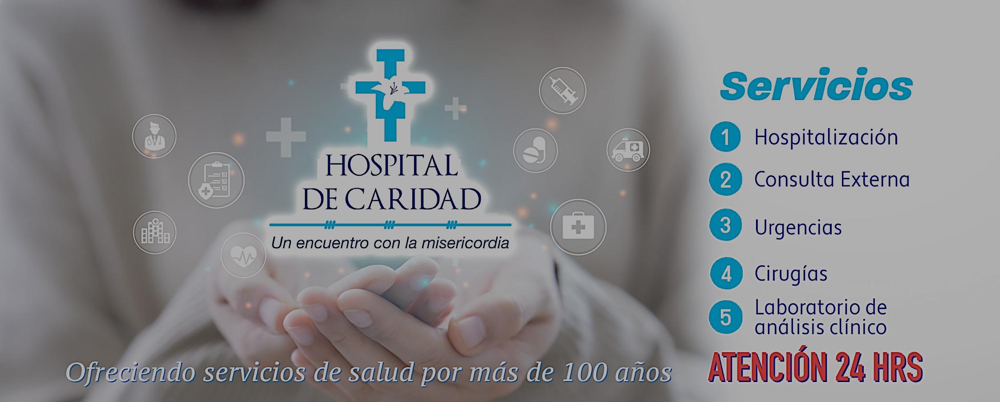 HOSPITAL
DE CARIDAD
Un encuentro con la misericordia
Ofreciendo servicios de salud por más de 100 años
Servicios
1 Hospitalización
2 Consulta Externa
3 Urgencias
4 Cirugías
5 Laboratorio de
análisis clínico
ATENCIÓN 24 HRS